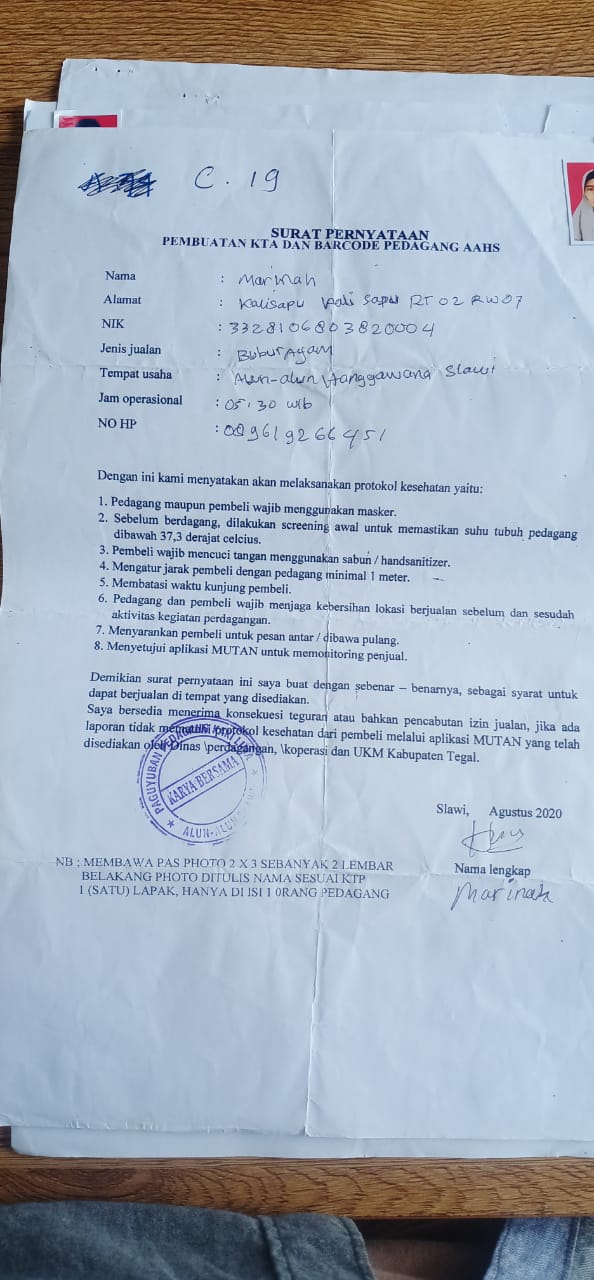 C. 19
SURAT PERNYATAAN
PEMBUATAN KTA DAN BARCODE PEDAGANG AAHS
Nama : Marinah
Alamat : Kalisapu Kali Sapu RT 02 RW 07
NIK : 3328106803820004
Jenis jualan : Bubur Ayam
Tempat usaha : Alun-alun Hanggawana Slawi
Jam operasional : 05.30 wib
NO HP :
Dengan ini kami menyatakan akan melaksanakan protokol kesehatan yaitu:
1. Pedagang maupun pembeli wajib menggunakan masker.
2. Sebelum berdagang, dilakukan screening awal untuk memastikan suhu tubuh pedagang
dibawah 37,3 derajat celcius.
3. Pembeli wajib mencuci tangan menggunakan sabun / handsanitizer.
4. Mengatur jarak pembeli dengan pedagang minimal 1 meter.
5. Membatasi waktu kunjung pembeli.
6. Pedagang dan pembeli wajib menjaga kebersihan lokasi berjualan sebelum dan sesudah
aktivitas kegiatan perdagangan.
7. Menyarankan pembeli untuk pesan antar / dibawa pulang.
8. Menyetujui aplikasi MUTAN untuk memonitoring penjual.
Demikian surat pernyataan ini saya buat dengan sebenar – benarnya, sebagai syarat untuk
dapat berjualan di tempat yang disediakan.
Saya bersedia menerima konsekuesi teguran atau bahkan pencabutan izin jualan, jika ada
laporan tidak mematuhi protokol kesehatan dari pembeli melalui aplikasi MUTAN yang telah
disediakan oleh Dinas \perdagangan, \koperasi dan UKM Kabupaten Tegal.
PAGUYUBAN PEDAGANG KAKI LIMA
KARYA BERSAMA
ALUN-ALUN
Slawi, Agustus 2020
Nama lengkap
Marinah
NB : MEMBAWA PAS PHOTO 2 X 3 SEBANYAK 2 LEMBAR
BELAKANG PHOTO DITULIS NAMA SESUAI KTP
1 (SATU) LAPAK, HANYA DI ISI 1 0RANG PEDAGANG